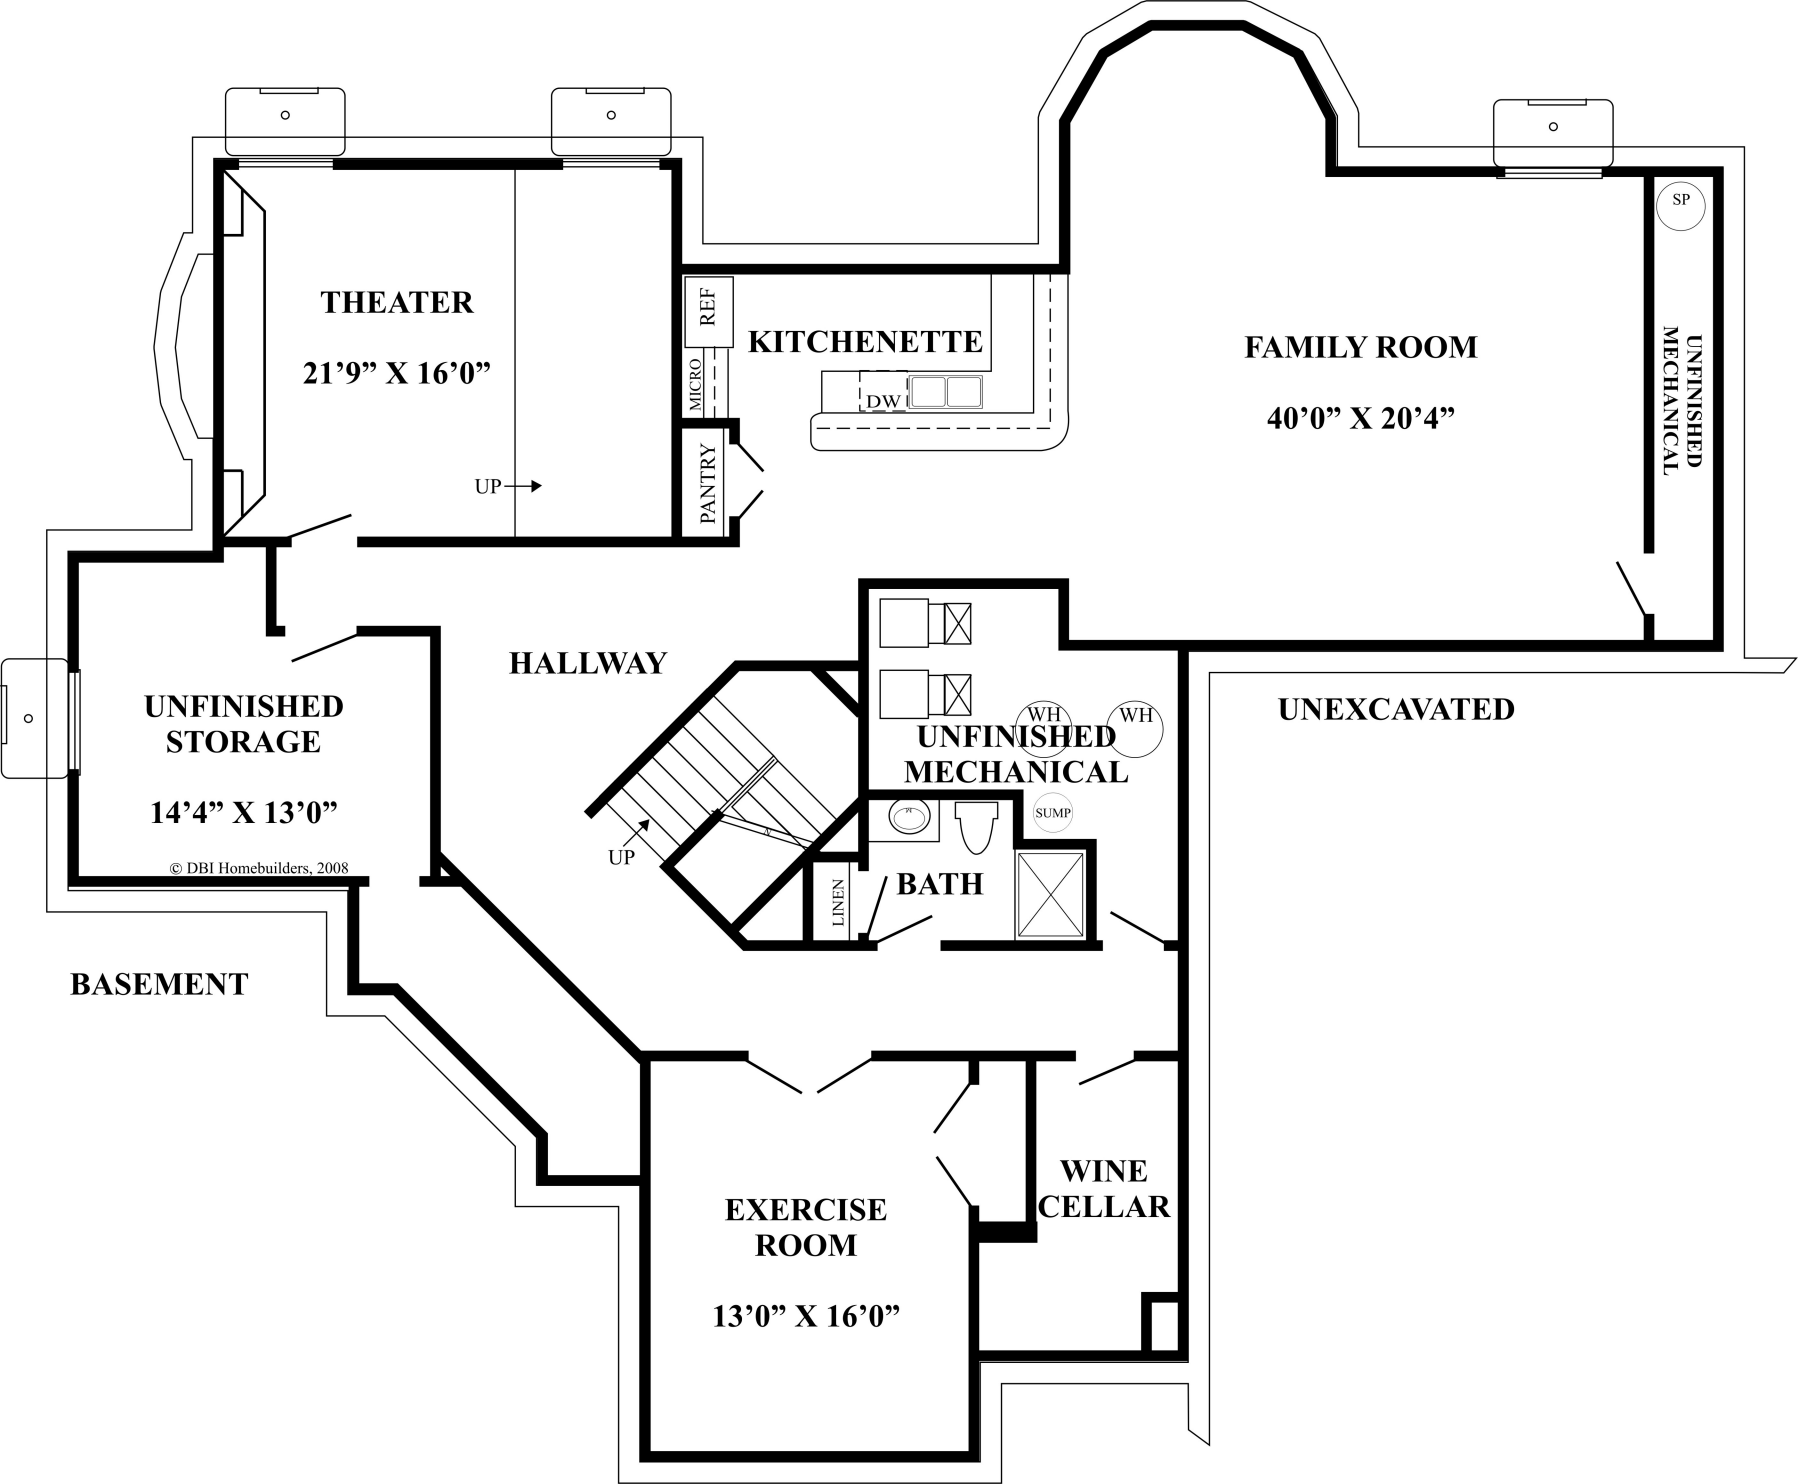 SP
THEATER
21’9” X 16’0”
UP
REF
MICRO
PANTRY
KITCHENETTE
DW
FAMILY ROOM
40’0” X 20’4”
UNFINISHED
MECHANICAL
HALLWAY
UNFINISHED
STORAGE
14’4” X 13’0”
© DBI Homebuilders, 2008
UP
WH
WH
UNFINISHED
MECHANICAL
SUMP
UNEXCAVATED
LINEN
BATH
BASEMENT
EXERCISE
ROOM
13’0” X 16’0”
WINE
CELLAR